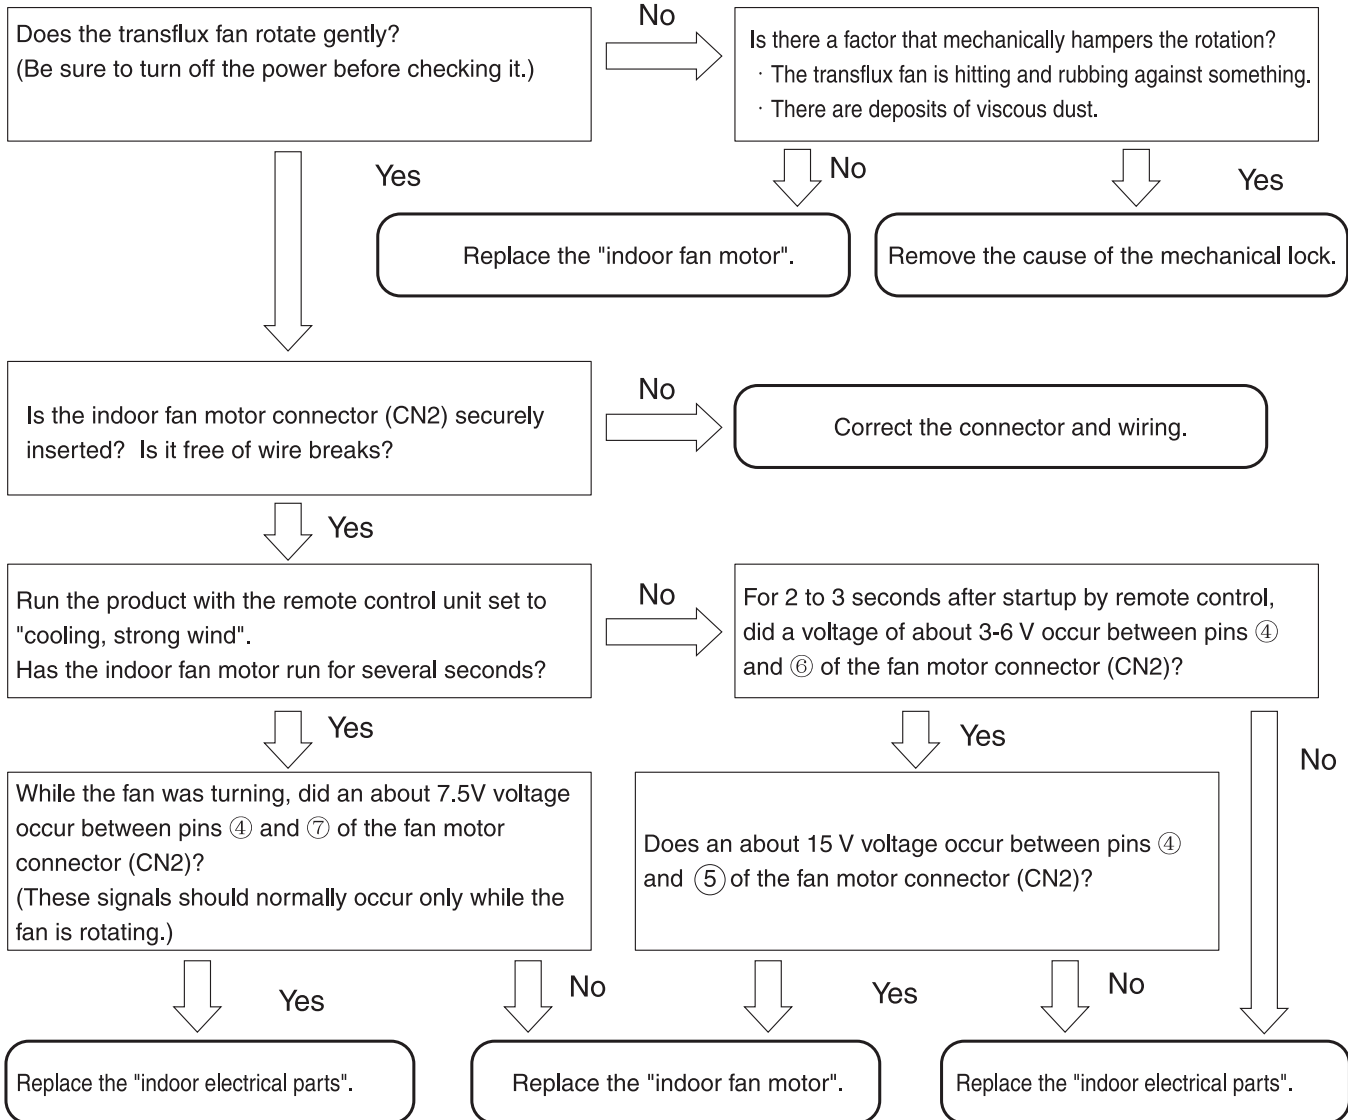 Does the transflux fan rotate gently?
(Be sure to turn off the power before checking it.)
No
Is there a factor that mechanically hampers the rotation?
· The transflux fan is hitting and rubbing against something.
· There are deposits of viscous dust.
Yes
No
Yes
Replace the "indoor fan motor".
Remove the cause of the mechanical lock.
Is the indoor fan motor connector (CN2) securely
inserted? Is it free of wire breaks?
No
Correct the connector and wiring.
Yes
Run the product with the remote control unit set to
"cooling, strong wind".
Has the indoor fan motor run for several seconds?
No
For 2 to 3 seconds after startup by remote control,
did a voltage of about 3-6 V occur between pins ④
and ⑥ of the fan motor connector (CN2)?
Yes
Yes
No
While the fan was turning, did an about 7.5V voltage
occur between pins ④ and ⑦ of the fan motor
connector (CN2)?
(These signals should normally occur only while the
fan is rotating.)
Does an about 15 V voltage occur between pins ④
and ⑤ of the fan motor connector (CN2)?
Yes
No
Yes
No
Replace the "indoor electrical parts".
Replace the "indoor fan motor".
Replace the "indoor electrical parts".